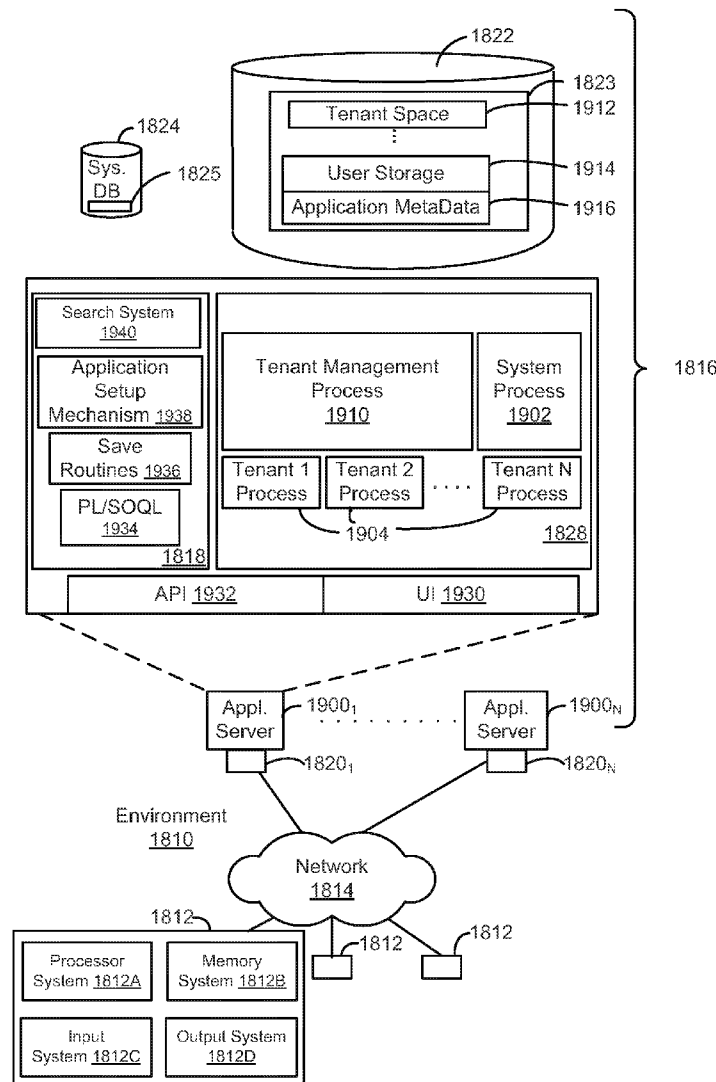 1822
1823
Tenant Space
1912
1824
Sys.
DB
1825
User Storage
1914
Application MetaData
1916
Search System
1940
Application
Setup
Mechanism 1938
Save
Routines 1936
PL/SOQL
1934
1818
Tenant Management
Process
1910
System
Process
1902
Tenant 1
Process
Tenant 2
Process
Tenant N
Process
1904
1828
1816
API 1932
UI 1930
Appl.
Server
1900₁
1820₁
Appl.
Server
1900N
1820N
Environment
1810
Network
1814
1812
1812
1812
Processor
System 1812A
Memory
System 1812B
Input
System 1812C
Output System
1812D